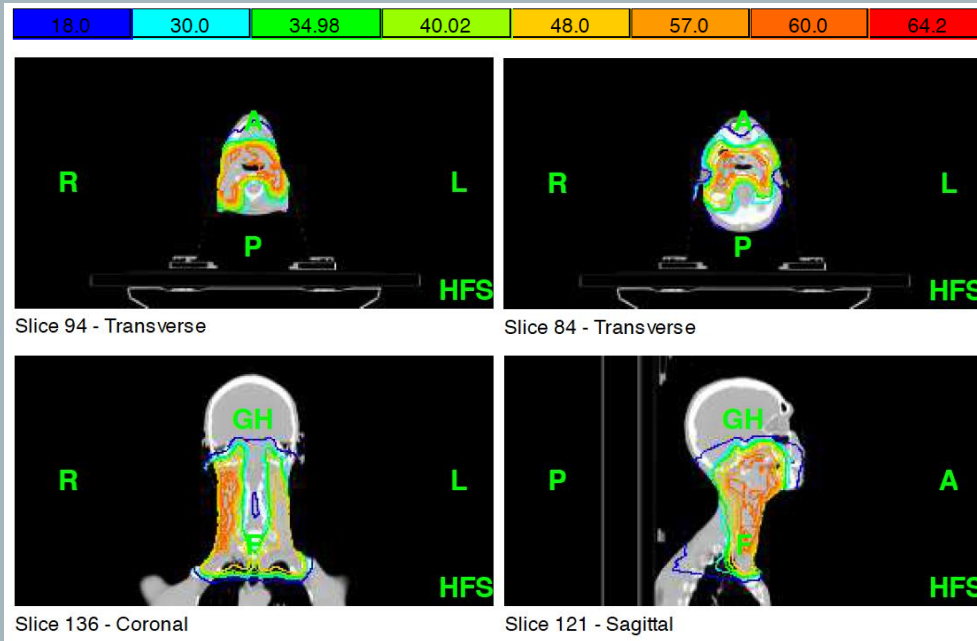 18.0 30.0 34.98 40.02 48.0 57.0 60.0 64.2
A A
R L R L
P P
HFS HFS
Slice 94 - Transverse Slice 84 - Transverse
GH GH
R L P A
F F
HFS HFS
Slice 136 - Coronal Slice 121 - Sagittal